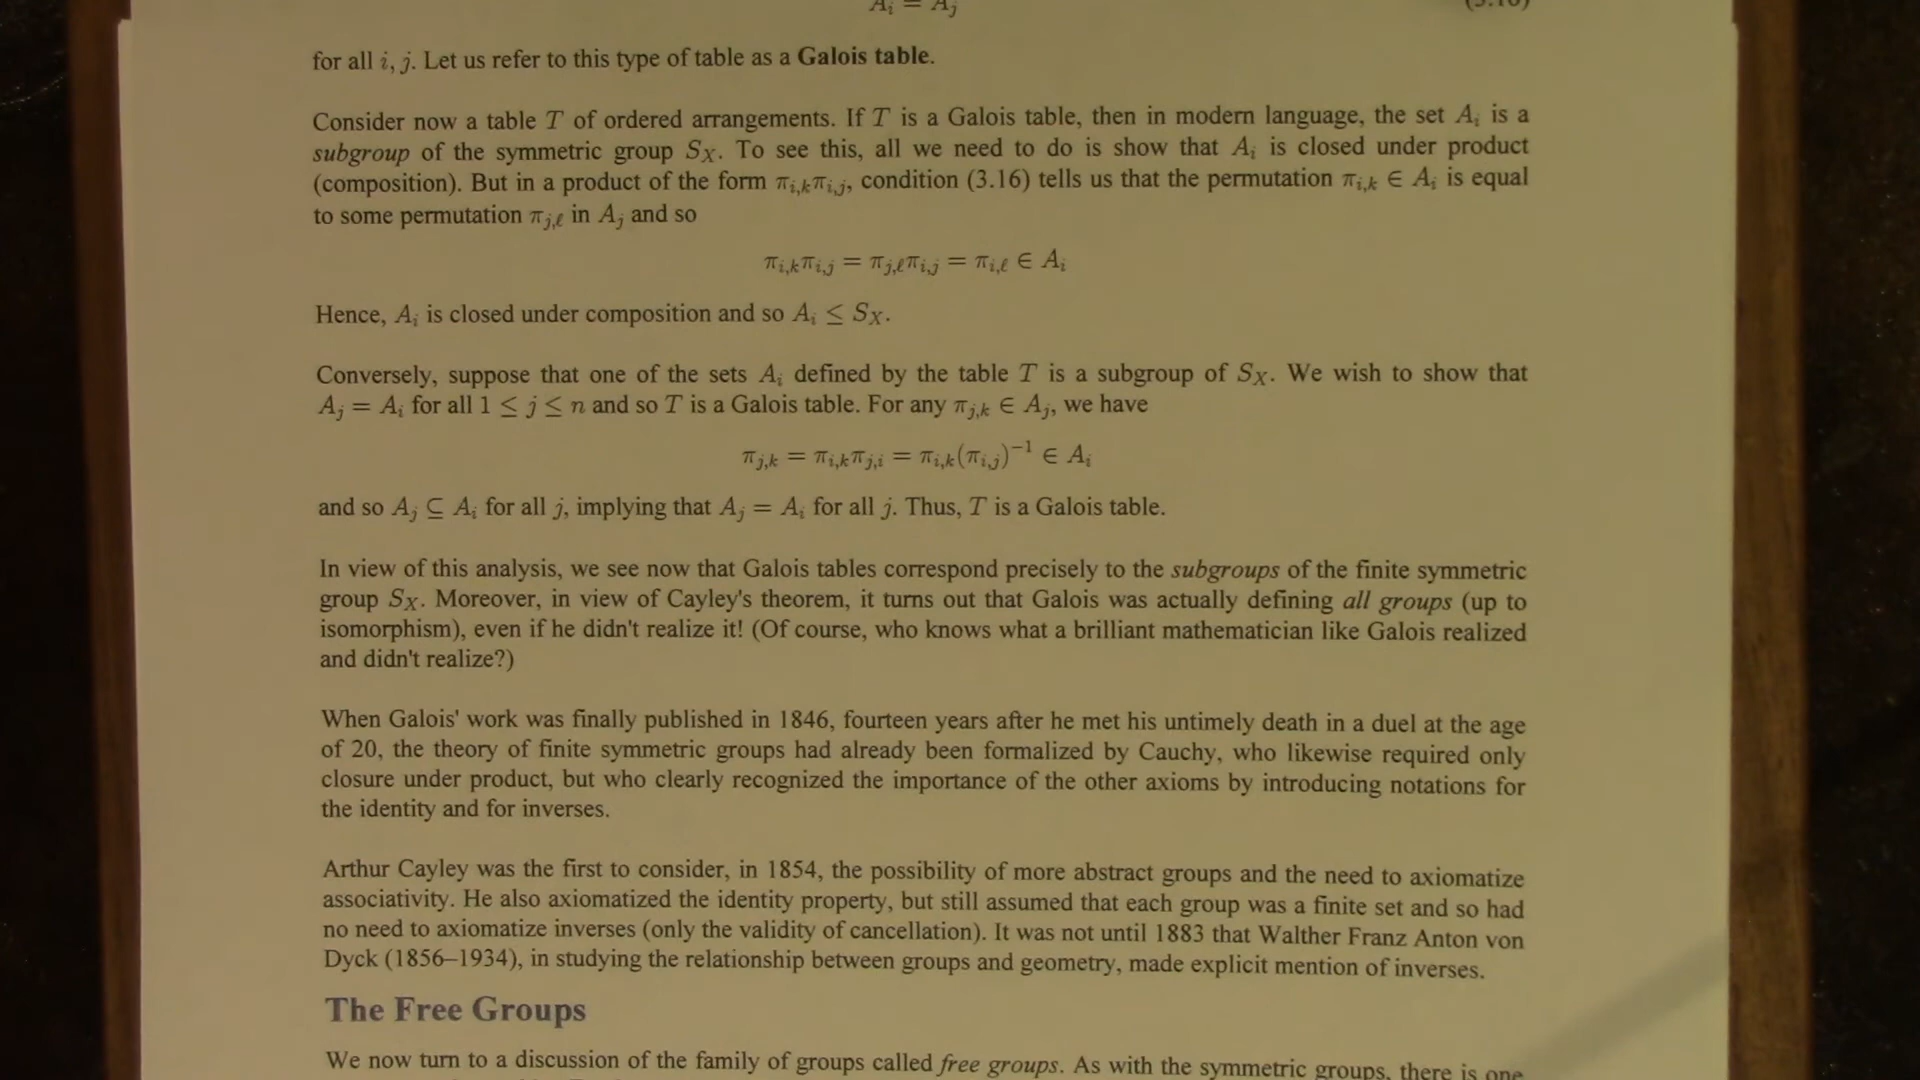 A_i = A_j (3.16)
for all i, j. Let us refer to this type of table as a Galois table.
Consider now a table T of ordered arrangements. If T is a Galois table, then in modern language, the set A_i is a
subgroup of the symmetric group S_X. To see this, all we need to do is show that A_i is closed under product
(composition). But in a product of the form π_{i,k}π_{i,j}, condition (3.16) tells us that the permutation π_{i,k} ∈ A_i is equal
to some permutation π_{j,ℓ} in A_j and so
π_{i,k}π_{i,j} = π_{j,ℓ}π_{i,j} = π_{i,ℓ} ∈ A_i
Hence, A_i is closed under composition and so A_i ≤ S_X.
Conversely, suppose that one of the sets A_i defined by the table T is a subgroup of S_X. We wish to show that
A_j = A_i for all 1 ≤ j ≤ n and so T is a Galois table. For any π_{j,k} ∈ A_j, we have
π_{j,k} = π_{i,k}π_{j,i} = π_{i,k}(π_{i,j})^{-1} ∈ A_i
and so A_j ⊆ A_i for all j, implying that A_j = A_i for all j. Thus, T is a Galois table.
In view of this analysis, we see now that Galois tables correspond precisely to the subgroups of the finite symmetric
group S_X. Moreover, in view of Cayley's theorem, it turns out that Galois was actually defining all groups (up to
isomorphism), even if he didn't realize it! (Of course, who knows what a brilliant mathematician like Galois realized
and didn't realize?)
When Galois' work was finally published in 1846, fourteen years after he met his untimely death in a duel at the age
of 20, the theory of finite symmetric groups had already been formalized by Cauchy, who likewise required only
closure under product, but who clearly recognized the importance of the other axioms by introducing notations for
the identity and for inverses.
Arthur Cayley was the first to consider, in 1854, the possibility of more abstract groups and the need to axiomatize
associativity. He also axiomatized the identity property, but still assumed that each group was a finite set and so had
no need to axiomatize inverses (only the validity of cancellation). It was not until 1883 that Walther Franz Anton von
Dyck (1856–1934), in studying the relationship between groups and geometry, made explicit mention of inverses.
The Free Groups
We now turn to a discussion of the family of groups called free groups. As with the symmetric groups, there is one